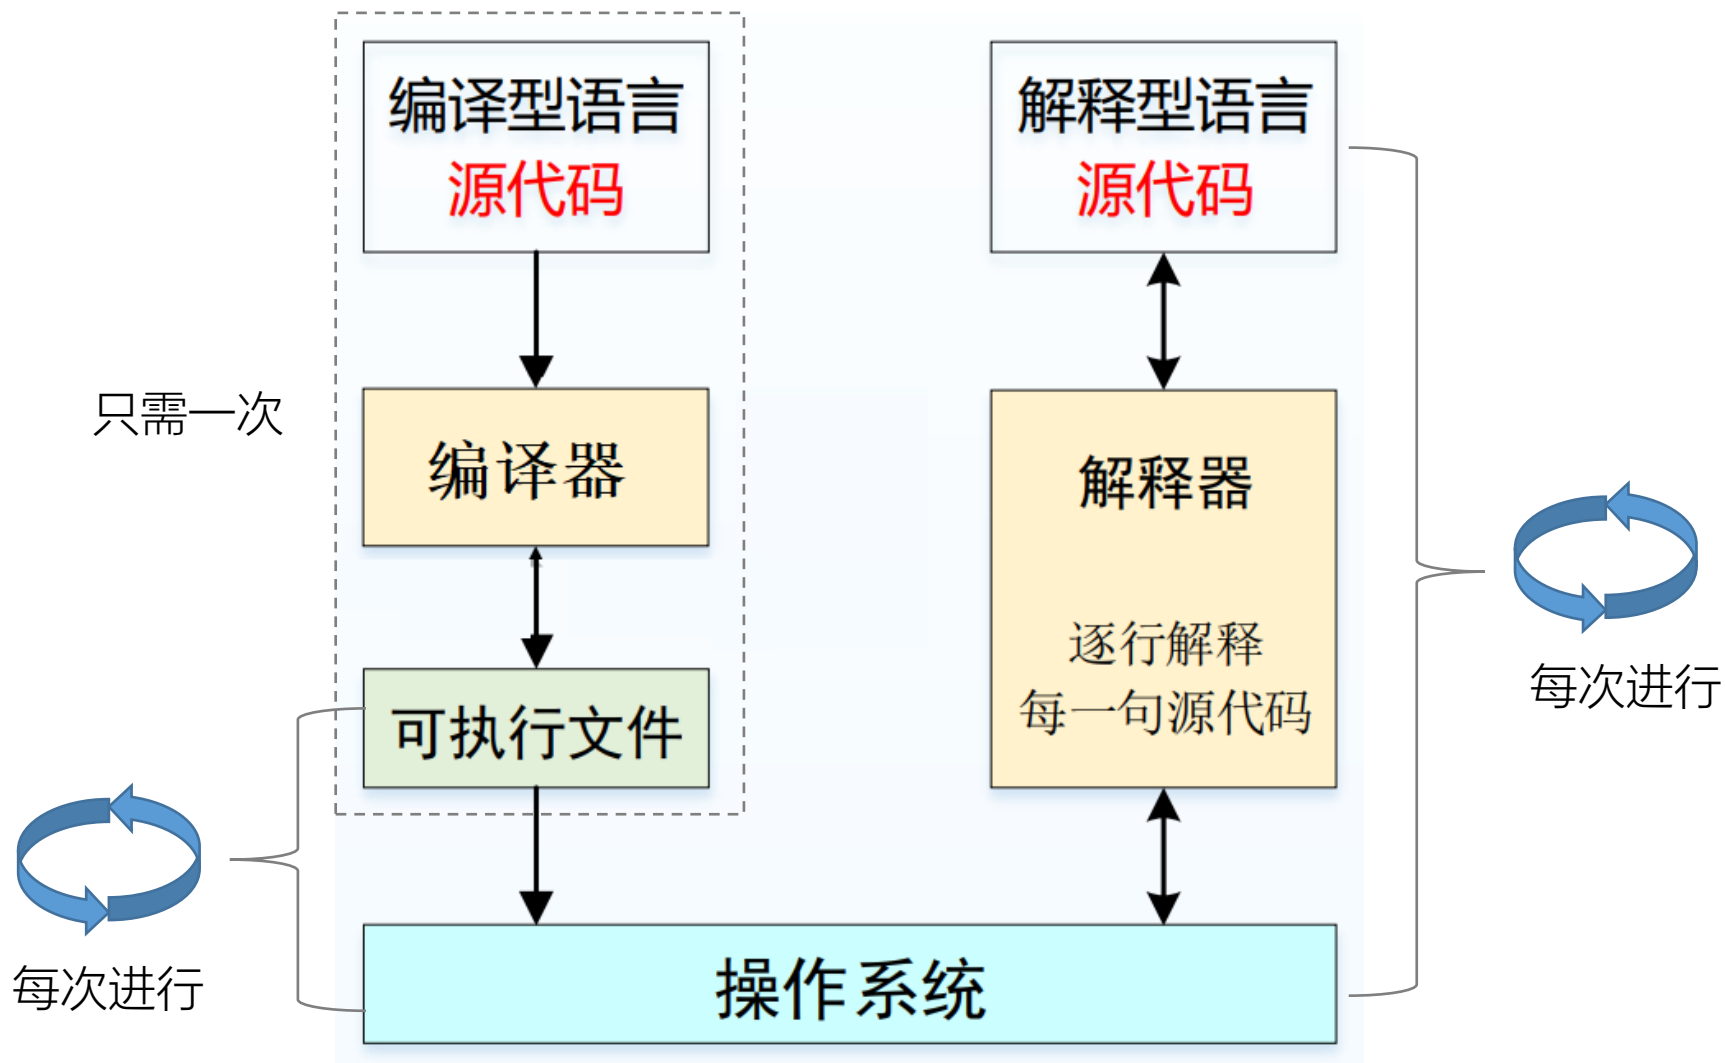 编译型语言
源代码
解释型语言
源代码
只需一次
编译器
解释器
逐行解释
每一句源代码
每次进行
可执行文件
每次进行
操作系统